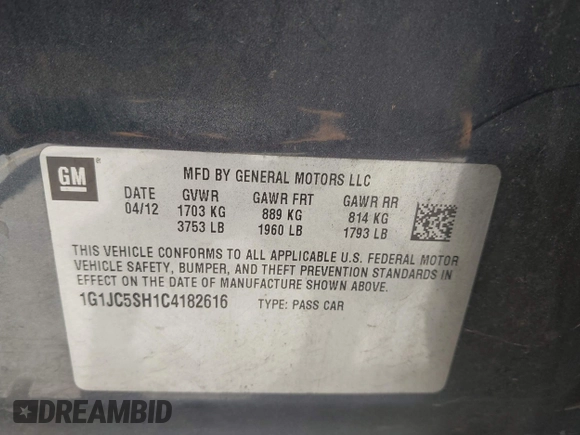 GM
MFD BY GENERAL MOTORS LLC
DATE GVWR GAWR FRT GAWR RR
04/12 1703 KG 889 KG 814 KG
3753 LB 1960 LB 1793 LB
THIS VEHICLE CONFORMS TO ALL APPLICABLE U.S. FEDERAL MOTOR
VEHICLE SAFETY, BUMPER, AND THEFT PREVENTION STANDARDS IN
EFFECT ON THE DATE OF MANUFACTURE SHOWN ABOVE.
1G1JC5SH1C4182616 TYPE: PASS CAR
DREAMBID